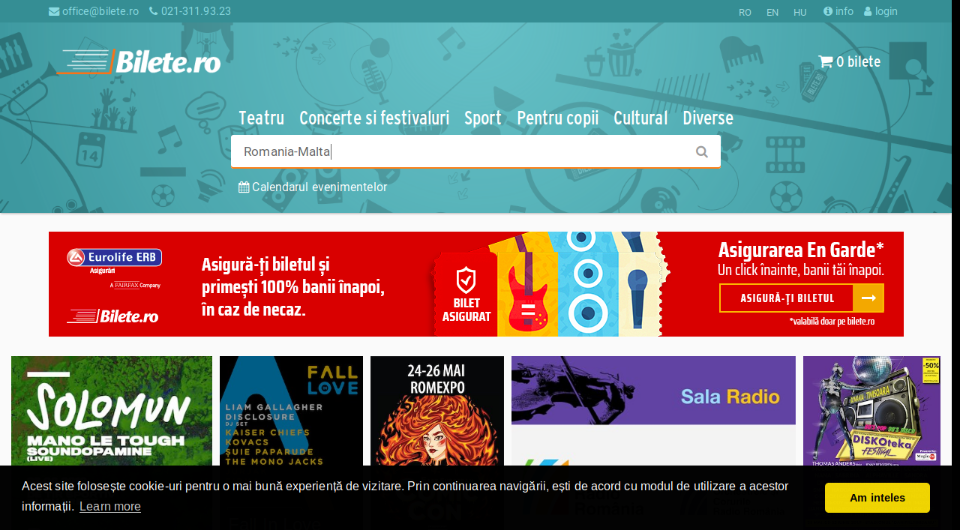 office@bilete.ro 021-311.93.23 RO EN HU info login
Bilete.ro
0 bilete
Teatru Concerte si festivaluri Sport Pentru copii Cultural Diverse
Romania-Malta
Calendarul evenimentelor
Eurolife ERB
Asigurări
A FAIRFAX Company
Bilete.ro
Asigură-ți biletul și
primești 100% banii înapoi,
în caz de necaz.
BILET
ASIGURAT
Asigurarea En Garde*
Un click înainte, banii tăi înapoi.
ASIGURĂ-ȚI BILETUL
*valabilă doar pe bilete.ro
SOLOMUN
MANO LE TOUGH
(LIVE)
SOUNDOPAMINE
FALL
LOVE
LIAM GALLAGHER
DISCLOSURE
DJ SET
KAISER CHIEFS
KOVACS
ȘUIE PAPARUDE
THE MONO JACKS
24-26 MAI
ROMEXPO
Sala Radio
-50%
TIMISOARA
DISKOteka
FESTIVAL
THOMAS ANDERS
Acest site folosește cookie-uri pentru o mai bună experiență de vizitare. Prin continuarea navigării, ești de acord cu modul de utilizare a acestor
informații. Learn more
Am inteles